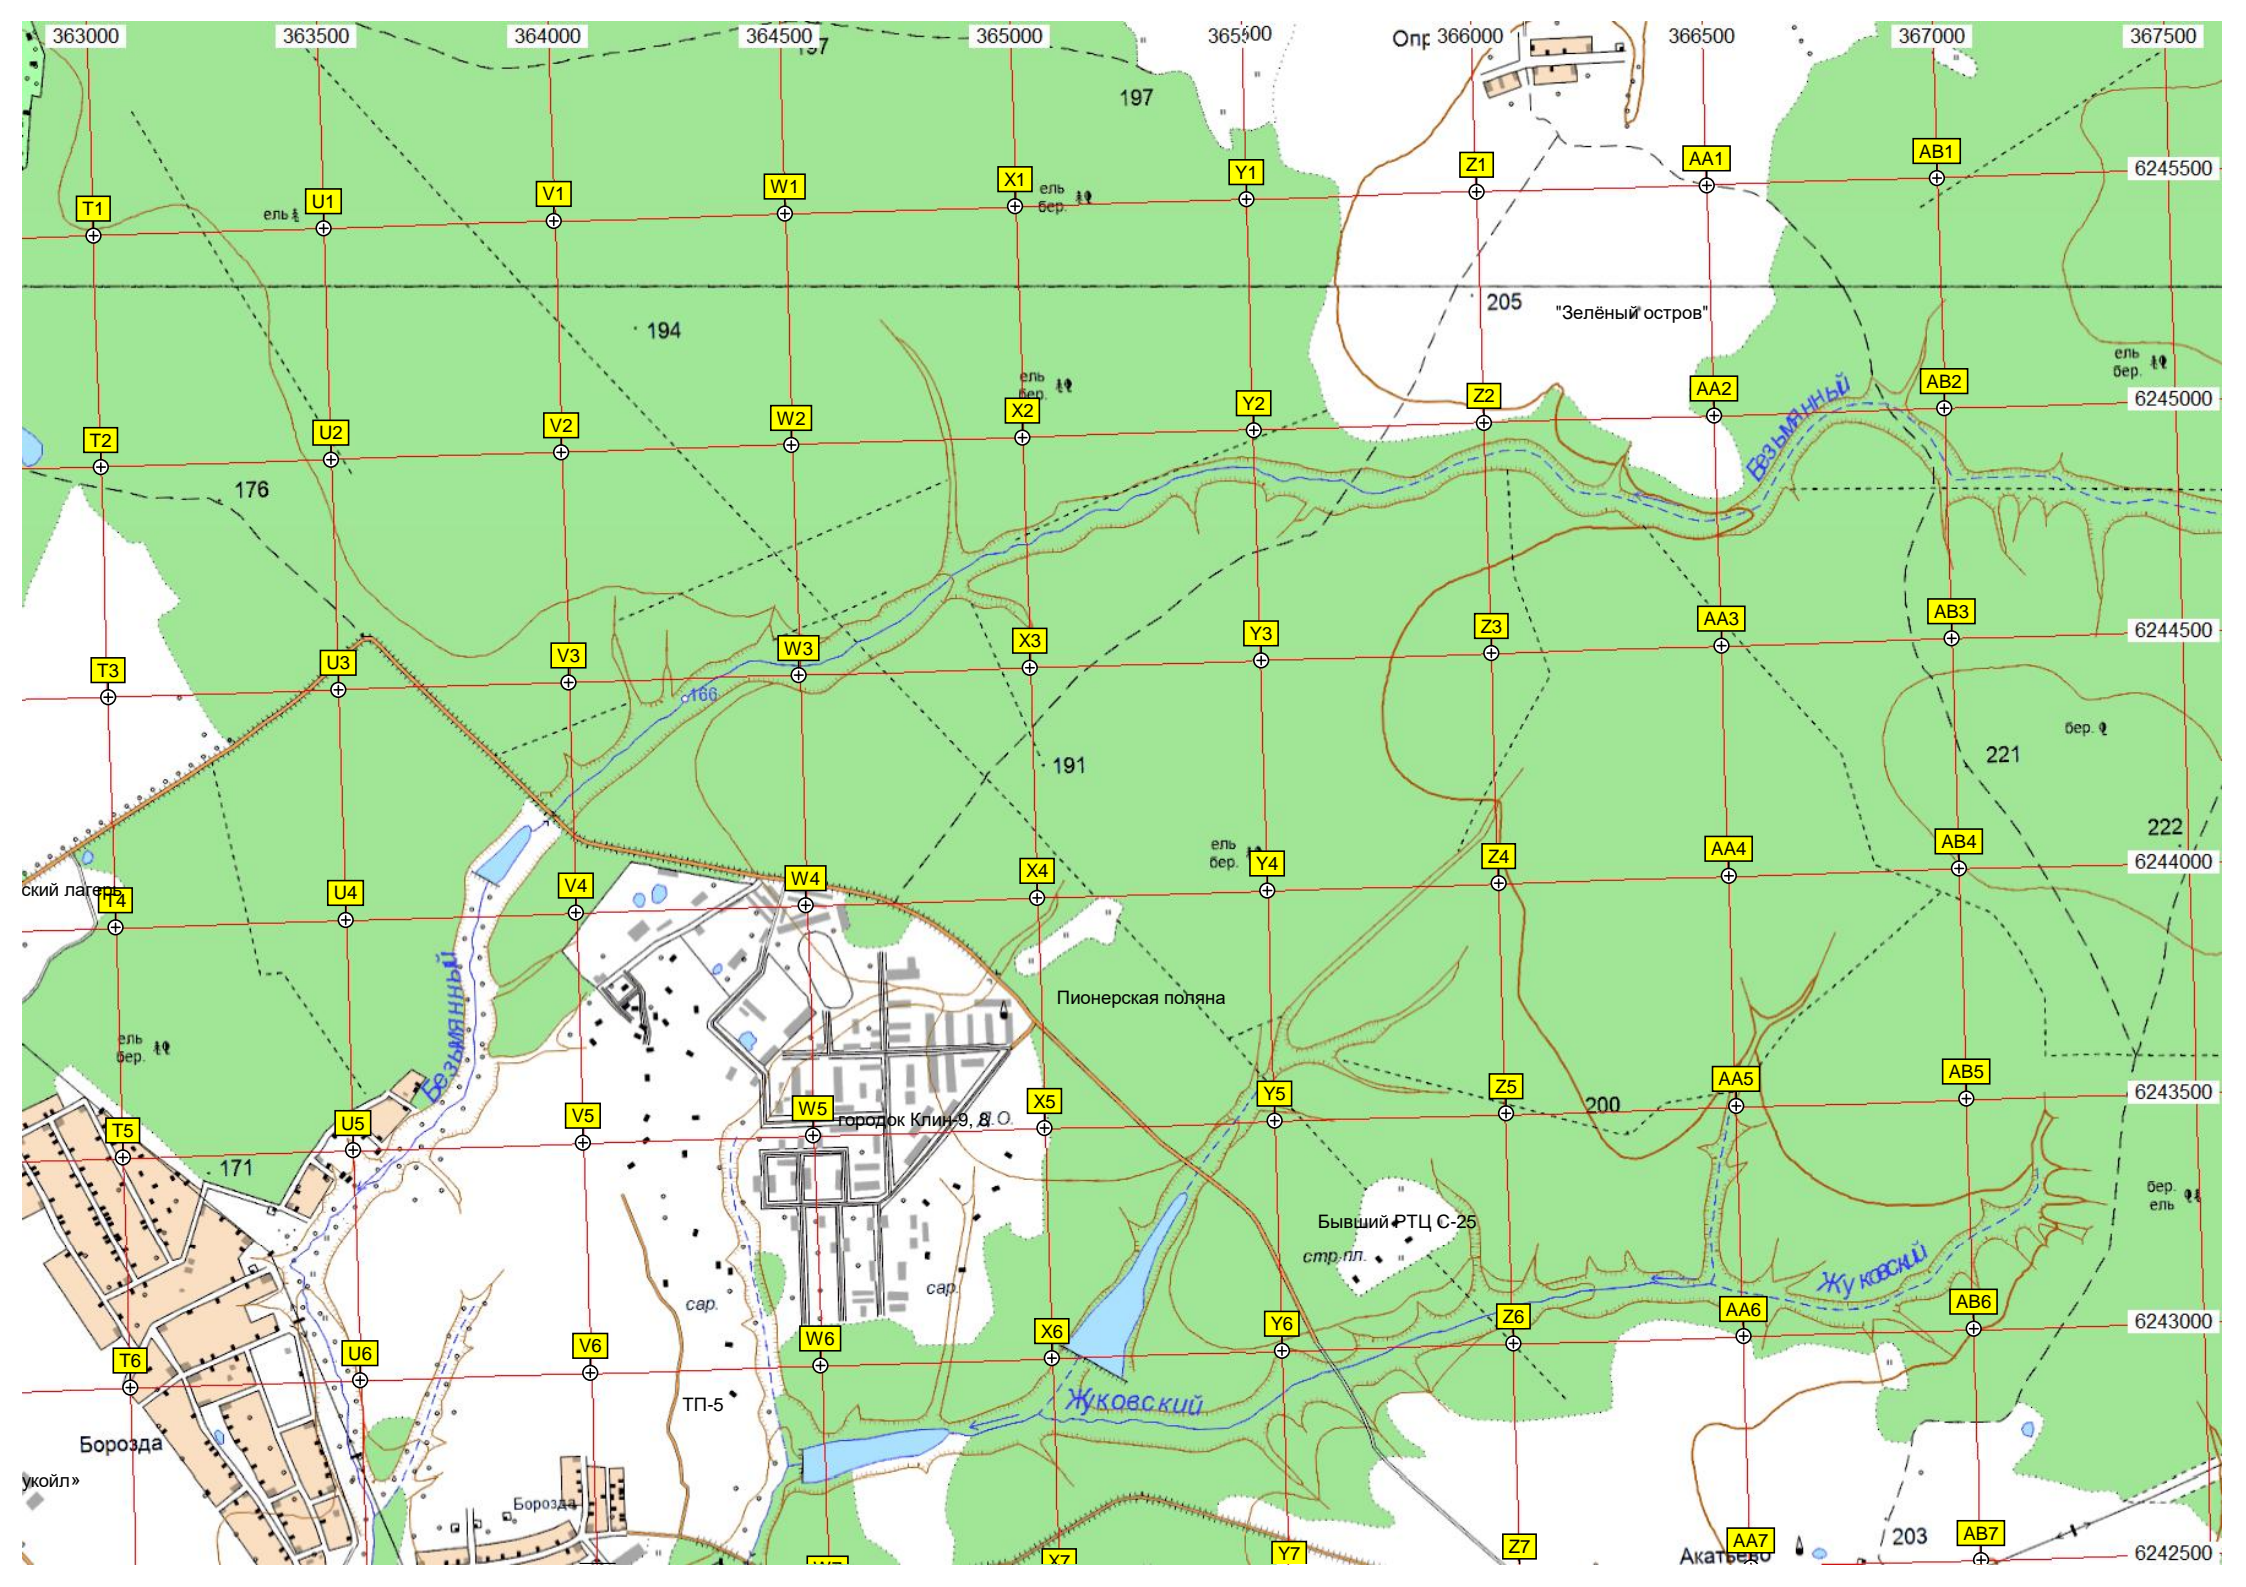 363000 363500 364000 364500 365000 365500 366000 366500 367000 367500
197
Опр
197
T1 U1 V1 W1 X1 Y1 Z1 AA1 AB1
6245500
ель
ель
бер.
205
"Зелёный остров"
194
ель
бер.
ель
бер.
T2 U2 V2 W2 X2 Y2 Z2 AA2 AB2
6245000
Безымянный
176
T3 U3 V3 W3 X3 Y3 Z3 AA3 AB3
6244500
166
бер.
191
221
222
ель
бер.
ский лагерь
T4 U4 V4 W4 X4 Y4 Z4 AA4 AB4
6244000
Безымянный
Пионерская поляна
ель
бер.
T5 U5 V5 W5 X5 Y5 Z5 AA5 AB5
6243500
городок Клин-9, 8
Д.О.
200
171
бер.
ель
Бывший РТЦ С-25
стр.пл.
Жуковский
сар.
сар.
T6 U6 V6 W6 X6 Y6 Z6 AA6 AB6
6243000
ТП-5
Жуковский
Борозда
укойл»
Борозда
W7 X7 Y7 Z7 AA7 AB7
203
Акатьево
6242500